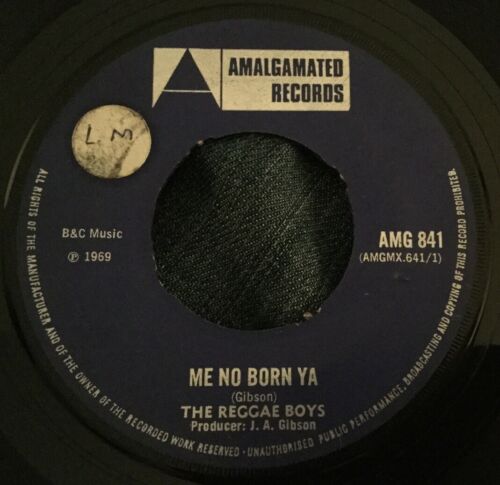 A
AMALGAMATED
RECORDS
L M
B&C Music
℗ 1969
AMG 841
(AMGMX.641/1)
ME NO BORN YA
(Gibson)
THE REGGAE BOYS
Producer: J. A. Gibson
ALL RIGHTS OF THE MANUFACTURER AND OF THE OWNER OF THE RECORDED WORK RESERVED - UNAUTHORISED PUBLIC PERFORMANCE, BROADCASTING AND COPYING OF THIS RECORD PROHIBITED